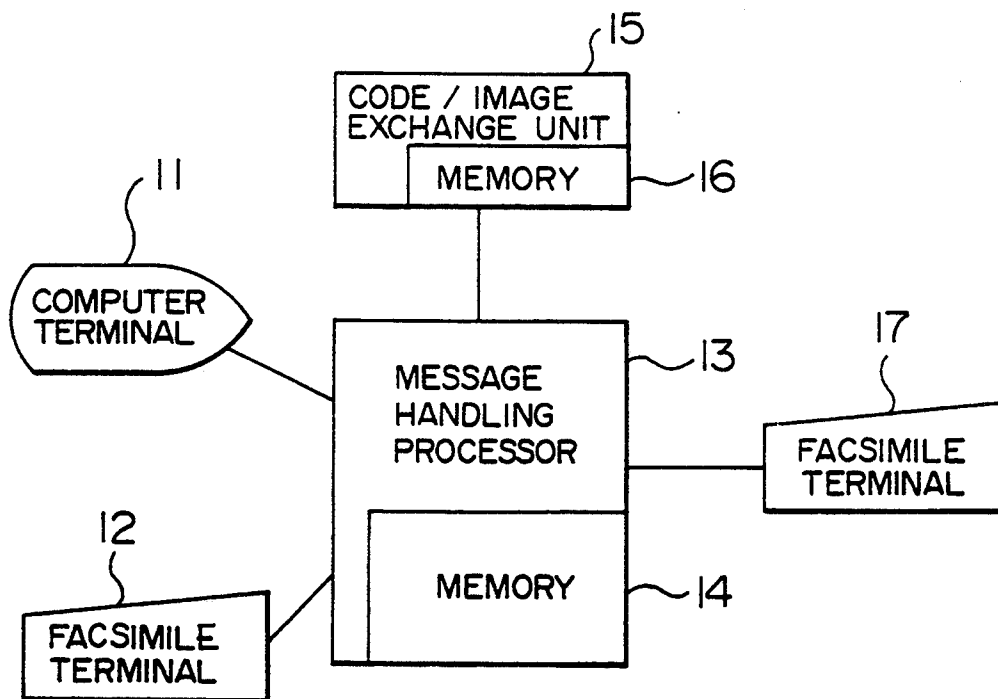 15
CODE / IMAGE
EXCHANGE UNIT
MEMORY
16
11
COMPUTER
TERMINAL
13
MESSAGE
HANDLING
PROCESSOR
17
FACSIMILE
TERMINAL
12
FACSIMILE
TERMINAL
MEMORY
14